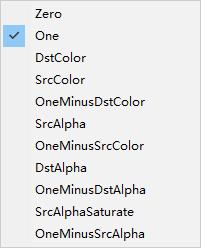 Zero
One
DstColor
SrcColor
OneMinusDstColor
SrcAlpha
OneMinusSrcColor
DstAlpha
OneMinusDstAlpha
SrcAlphaSaturate
OneMinusSrcAlpha